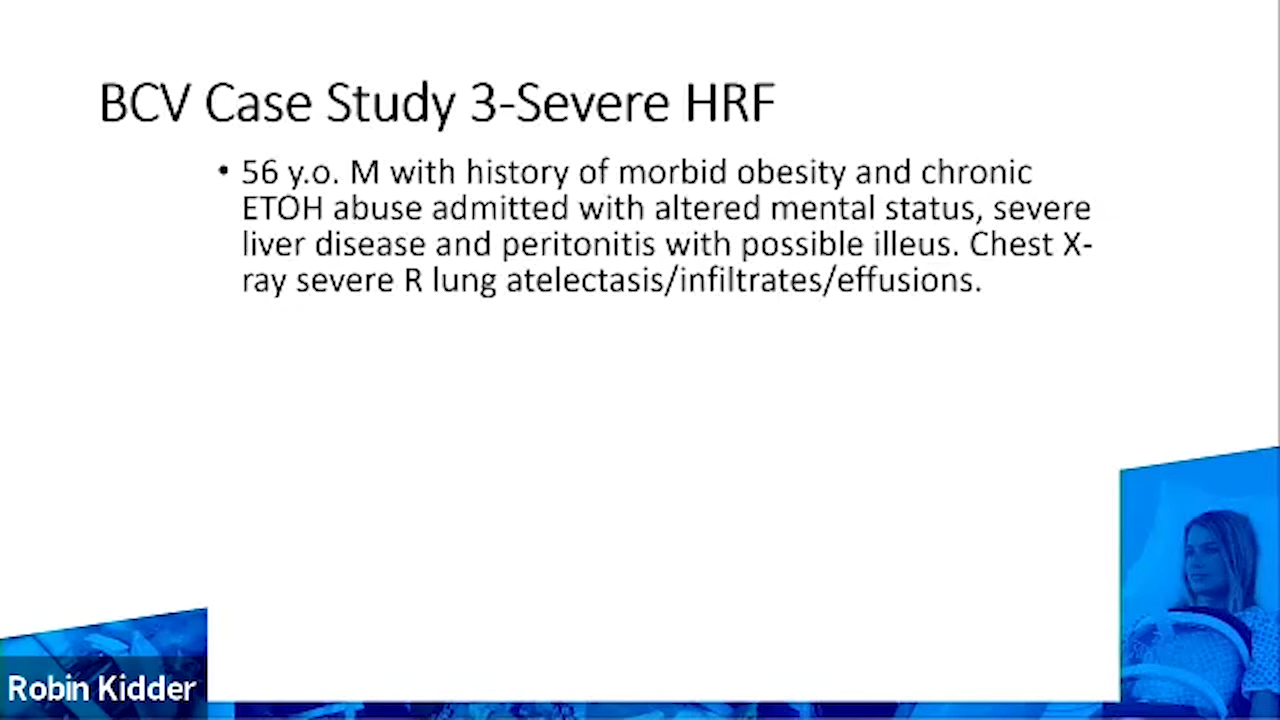 BCV Case Study 3-Severe HRF
• 56 y.o. M with history of morbid obesity and chronic
ETOH abuse admitted with altered mental status, severe
liver disease and peritonitis with possible illeus. Chest X-
ray severe R lung atelectasis/infiltrates/effusions.
Robin Kidder